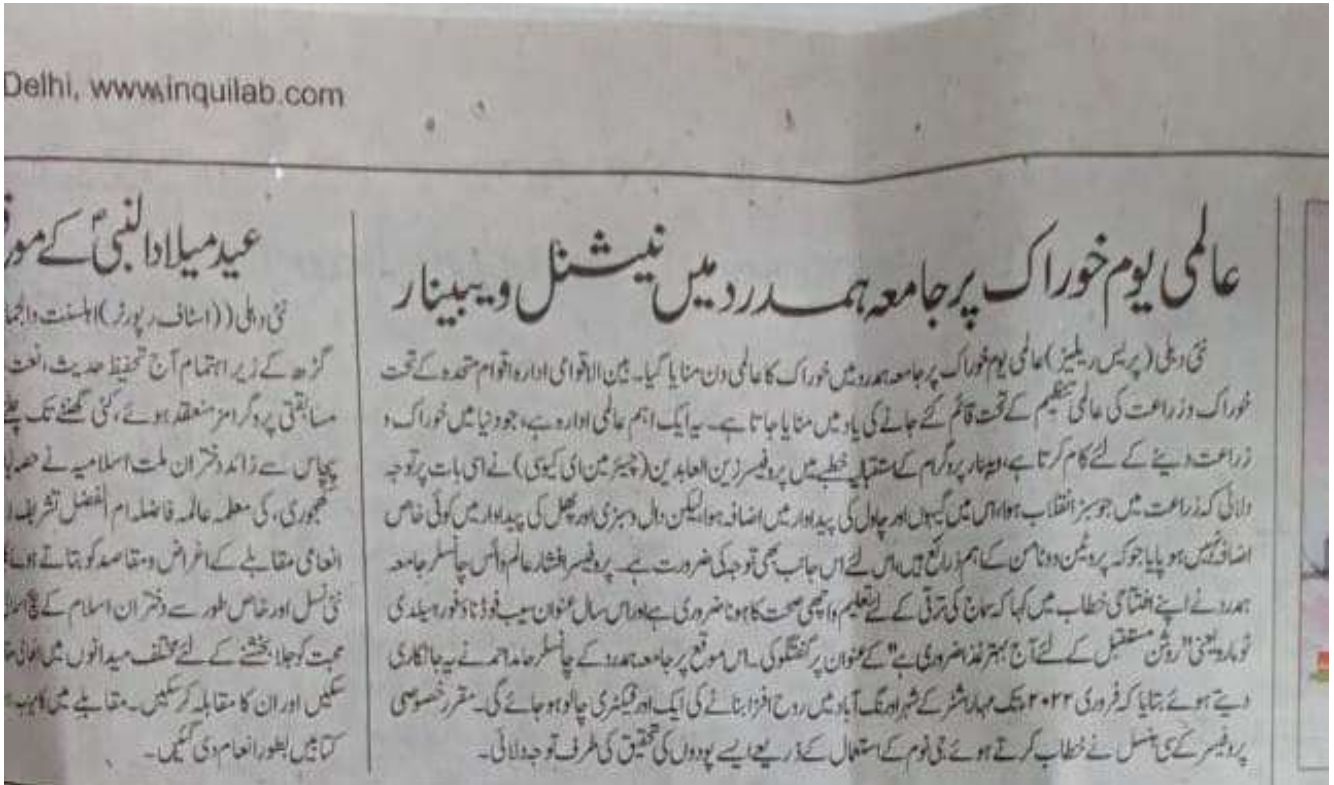 Delhi, www.inquilab.com
عالمی یوم خوراک پر جامعہ ہمدرد میں نیشنل ویبینار
نئی دہلی (پریس ریلیز) عالمی یوم خوراک پر جامعہ ہمدرد میں خوراک کا عالمی دن منایا گیا۔ بین الاقوامی ادارہ اقوام متحدہ کے تحت
خوراک و زراعت کی عالمی تنظیم کے تحت قائم کئے جانے کی یاد میں منایا جاتا ہے۔ یہ ایک اہم عالمی ادارہ ہے، جو دنیا میں خوراک و
زراعت دینے کے لئے کام کرتا ہے، ویبنار پروگرام کے استقبالیہ خطبے میں پروفیسر زین العابدین (چیئرمین ای کیوی) نے اسی بات پر توجہ
دلائی کہ زراعت میں جو سبز انقلاب ہوا، اس میں گیہوں اور چاول کی پیداوار میں اضافہ ہوا لیکن دال و سبزی اور پھل کی پیداوار میں کوئی خاص
اضافہ نہیں ہو پایا جو کہ پروٹین و وٹامن کے اہم ذرائع ہیں، اس لئے اس جانب بھی توجہ کی ضرورت ہے۔ پروفیسر افشار عالم وائس چانسلر جامعہ
ہمدرد نے اپنے افتتاحی خطاب میں کہا کہ سماج کی ترقی کے لئے تعلیم و اچھی صحت کا ہونا ضروری ہے اور اس سال عنوان سیب فوڈ ناؤ فور اہیلدی
ٹومارو یعنی "روشن مستقبل کے لئے آج بہتر غذا ضروری ہے" کے عنوان پر گفتگو کی۔ اس موقع پر جامعہ ہمدرد کے چانسلر حامد احمد نے یہ جانکاری
دیتے ہوئے بتایا کہ فروری ۲۰۲۲ تک مہاراشٹر کے شہر اورنگ آباد میں روح افزا بنانے کی ایک اور فیکٹری چالو ہو جائے گی۔ مقرر خصوصی
پروفیسر کے سی بنسل نے خطاب کرتے ہوئے جی نوم کے استعمال کے ذریعے ایسے پودوں کی تحقیق کی طرف توجہ دلائی۔
عید میلاد النبیؐ کے
نئی دہلی ((اسٹاف رپورٹر) اہلسنت
گڑھ کے زیر اہتمام آج تحفیظ حدیث، نعت
مسابقتی پروگرامز منعقد ہوئے، کئی گھنٹے تک
پچاس سے زائد دختران ملت اسلامیہ نے
کھجوری، کی معلمہ عالمہ فاضلہ ام الفضل تشریف
انعامی مقابلے کے اغراض و مقاصد کو بتاتے ہوئے
نئی نسل اور خاص طور سے دختران اسلام کے بیچ
محبت کو جلا بخشنے کے لئے مختلف میدانوں میں
سکیں اور ان کا مقابلہ کر سکیں۔ مقابلے میں
کتابیں بطور انعام دی گئیں۔